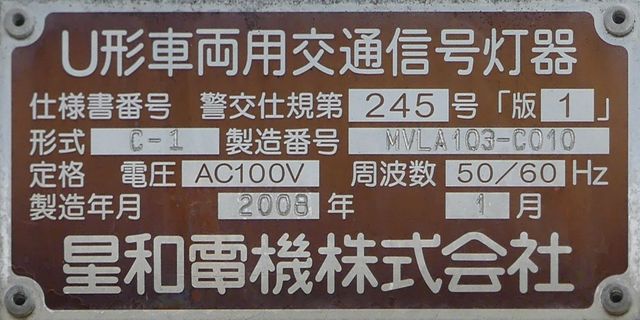 U形車両用交通信号灯器
仕様書番号 警交仕規第 245 号「版 1 」
形式 C-1 製造番号 MVLA103-C010
定格 電圧 AC100V 周波数 50/60 Hz
製造年月 2008 年 1 月
星和電機株式会社